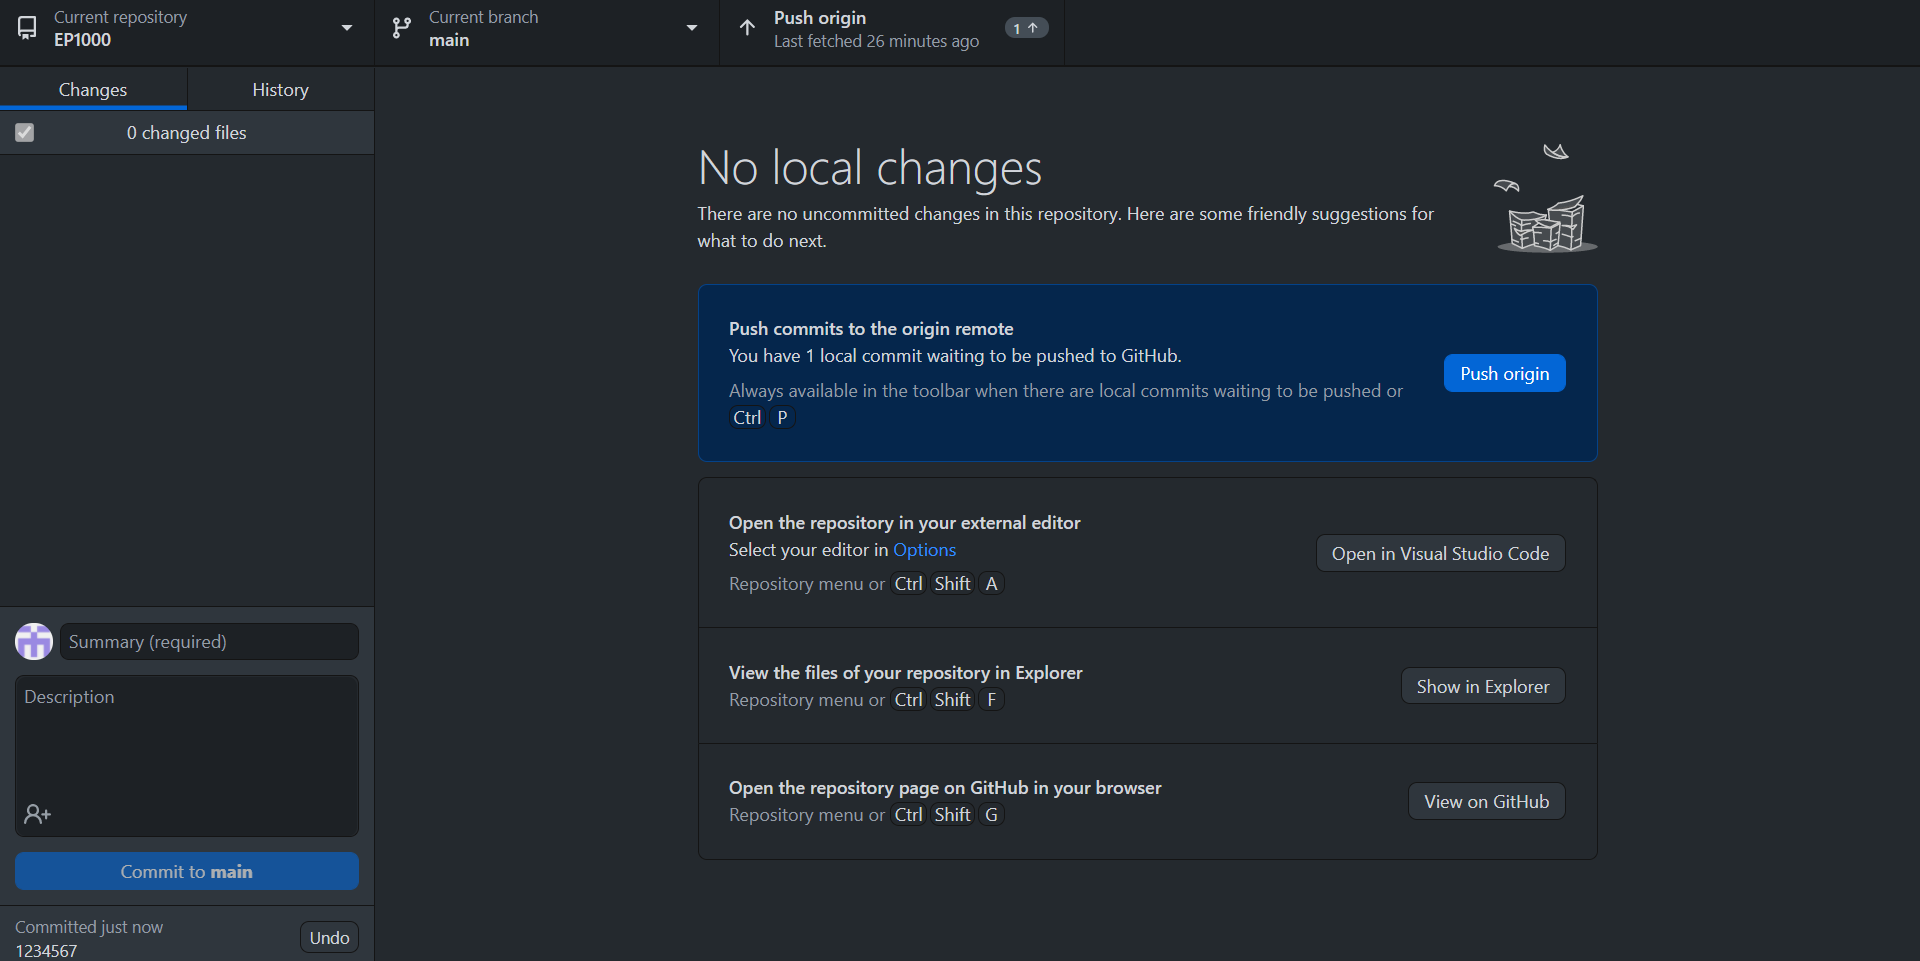 Current repository
EP1000
Current branch
main
Push origin
Last fetched 26 minutes ago
1
Changes
History
0 changed files
No local changes
There are no uncommitted changes in this repository. Here are some friendly suggestions for
what to do next.
Push commits to the origin remote
You have 1 local commit waiting to be pushed to GitHub.
Always available in the toolbar when there are local commits waiting to be pushed or
Ctrl P
Push origin
Open the repository in your external editor
Select your editor in Options
Repository menu or Ctrl Shift A
Open in Visual Studio Code
View the files of your repository in Explorer
Repository menu or Ctrl Shift F
Show in Explorer
Open the repository page on GitHub in your browser
Repository menu or Ctrl Shift G
View on GitHub
Summary (required)
Description
Commit to main
Committed just now
1234567
Undo